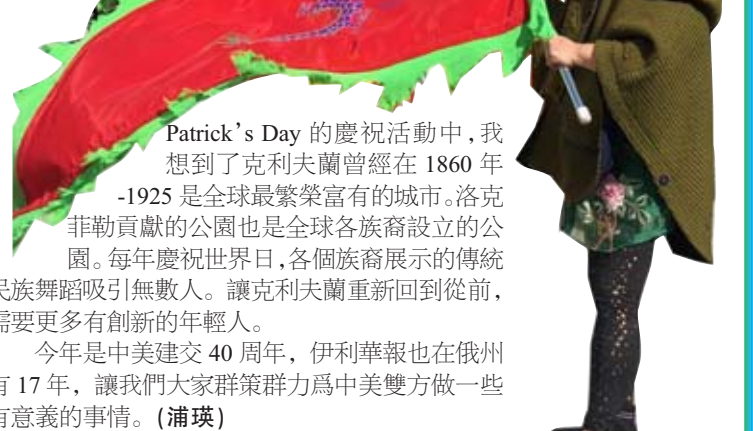 Patrick’s Day 的慶祝活動中,我
想到了克利夫蘭曾經在 1860 年
-1925 是全球最繁榮富有的城市。洛克
菲勒貢獻的公園也是全球各族裔設立的公
園。每年慶祝世界日,各個族裔展示的傳統
民族舞蹈吸引無數人。讓克利夫蘭重新回到從前,
需要更多有創新的年輕人。
今年是中美建交 40 周年, 伊利華報也在俄州
有 17 年, 讓我們大家群策群力爲中美雙方做一些
有意義的事情。(浦瑛)